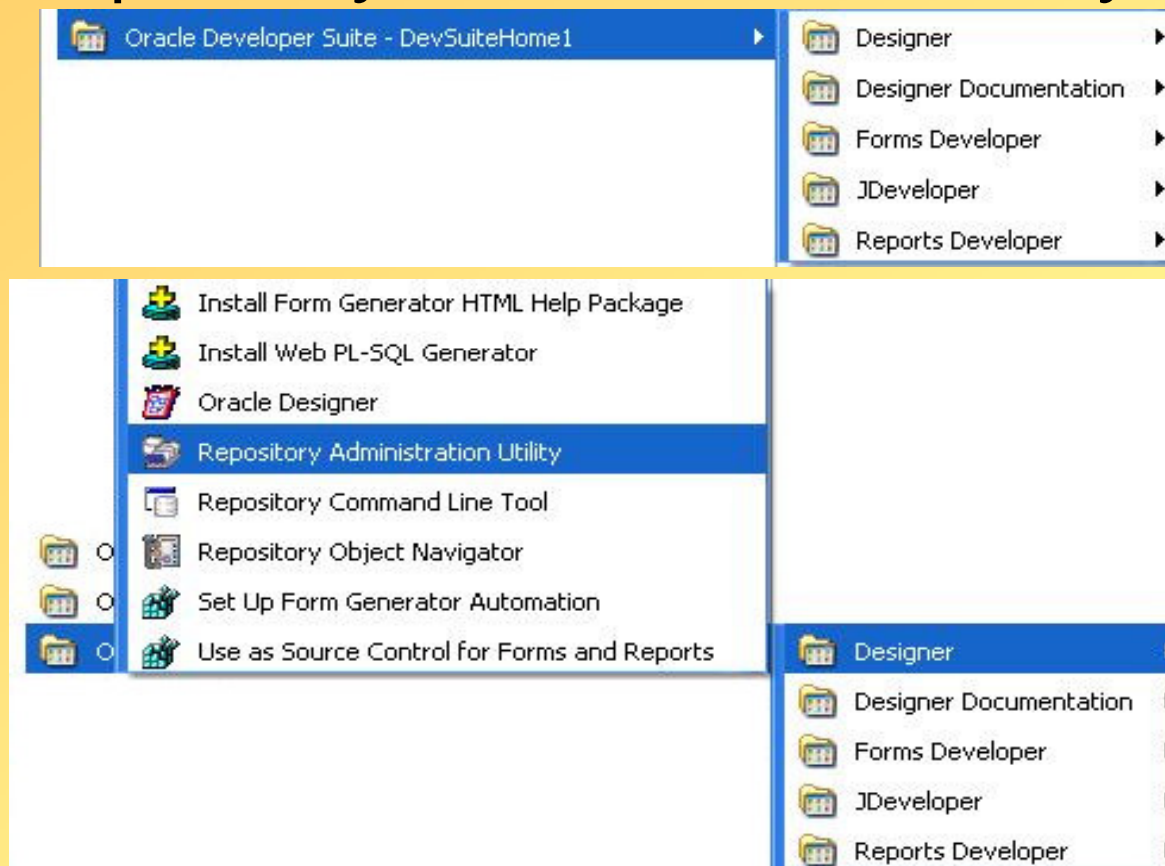 Oracle Developer Suite - DevSuiteHome1
Designer
Designer Documentation
Forms Developer
JDeveloper
Reports Developer
Install Form Generator HTML Help Package
Install Web PL-SQL Generator
Oracle Designer
Repository Administration Utility
Repository Command Line Tool
O
Repository Object Navigator
O
Set Up Form Generator Automation
O
Use as Source Control for Forms and Reports
Designer
Designer Documentation
Forms Developer
JDeveloper
Reports Developer